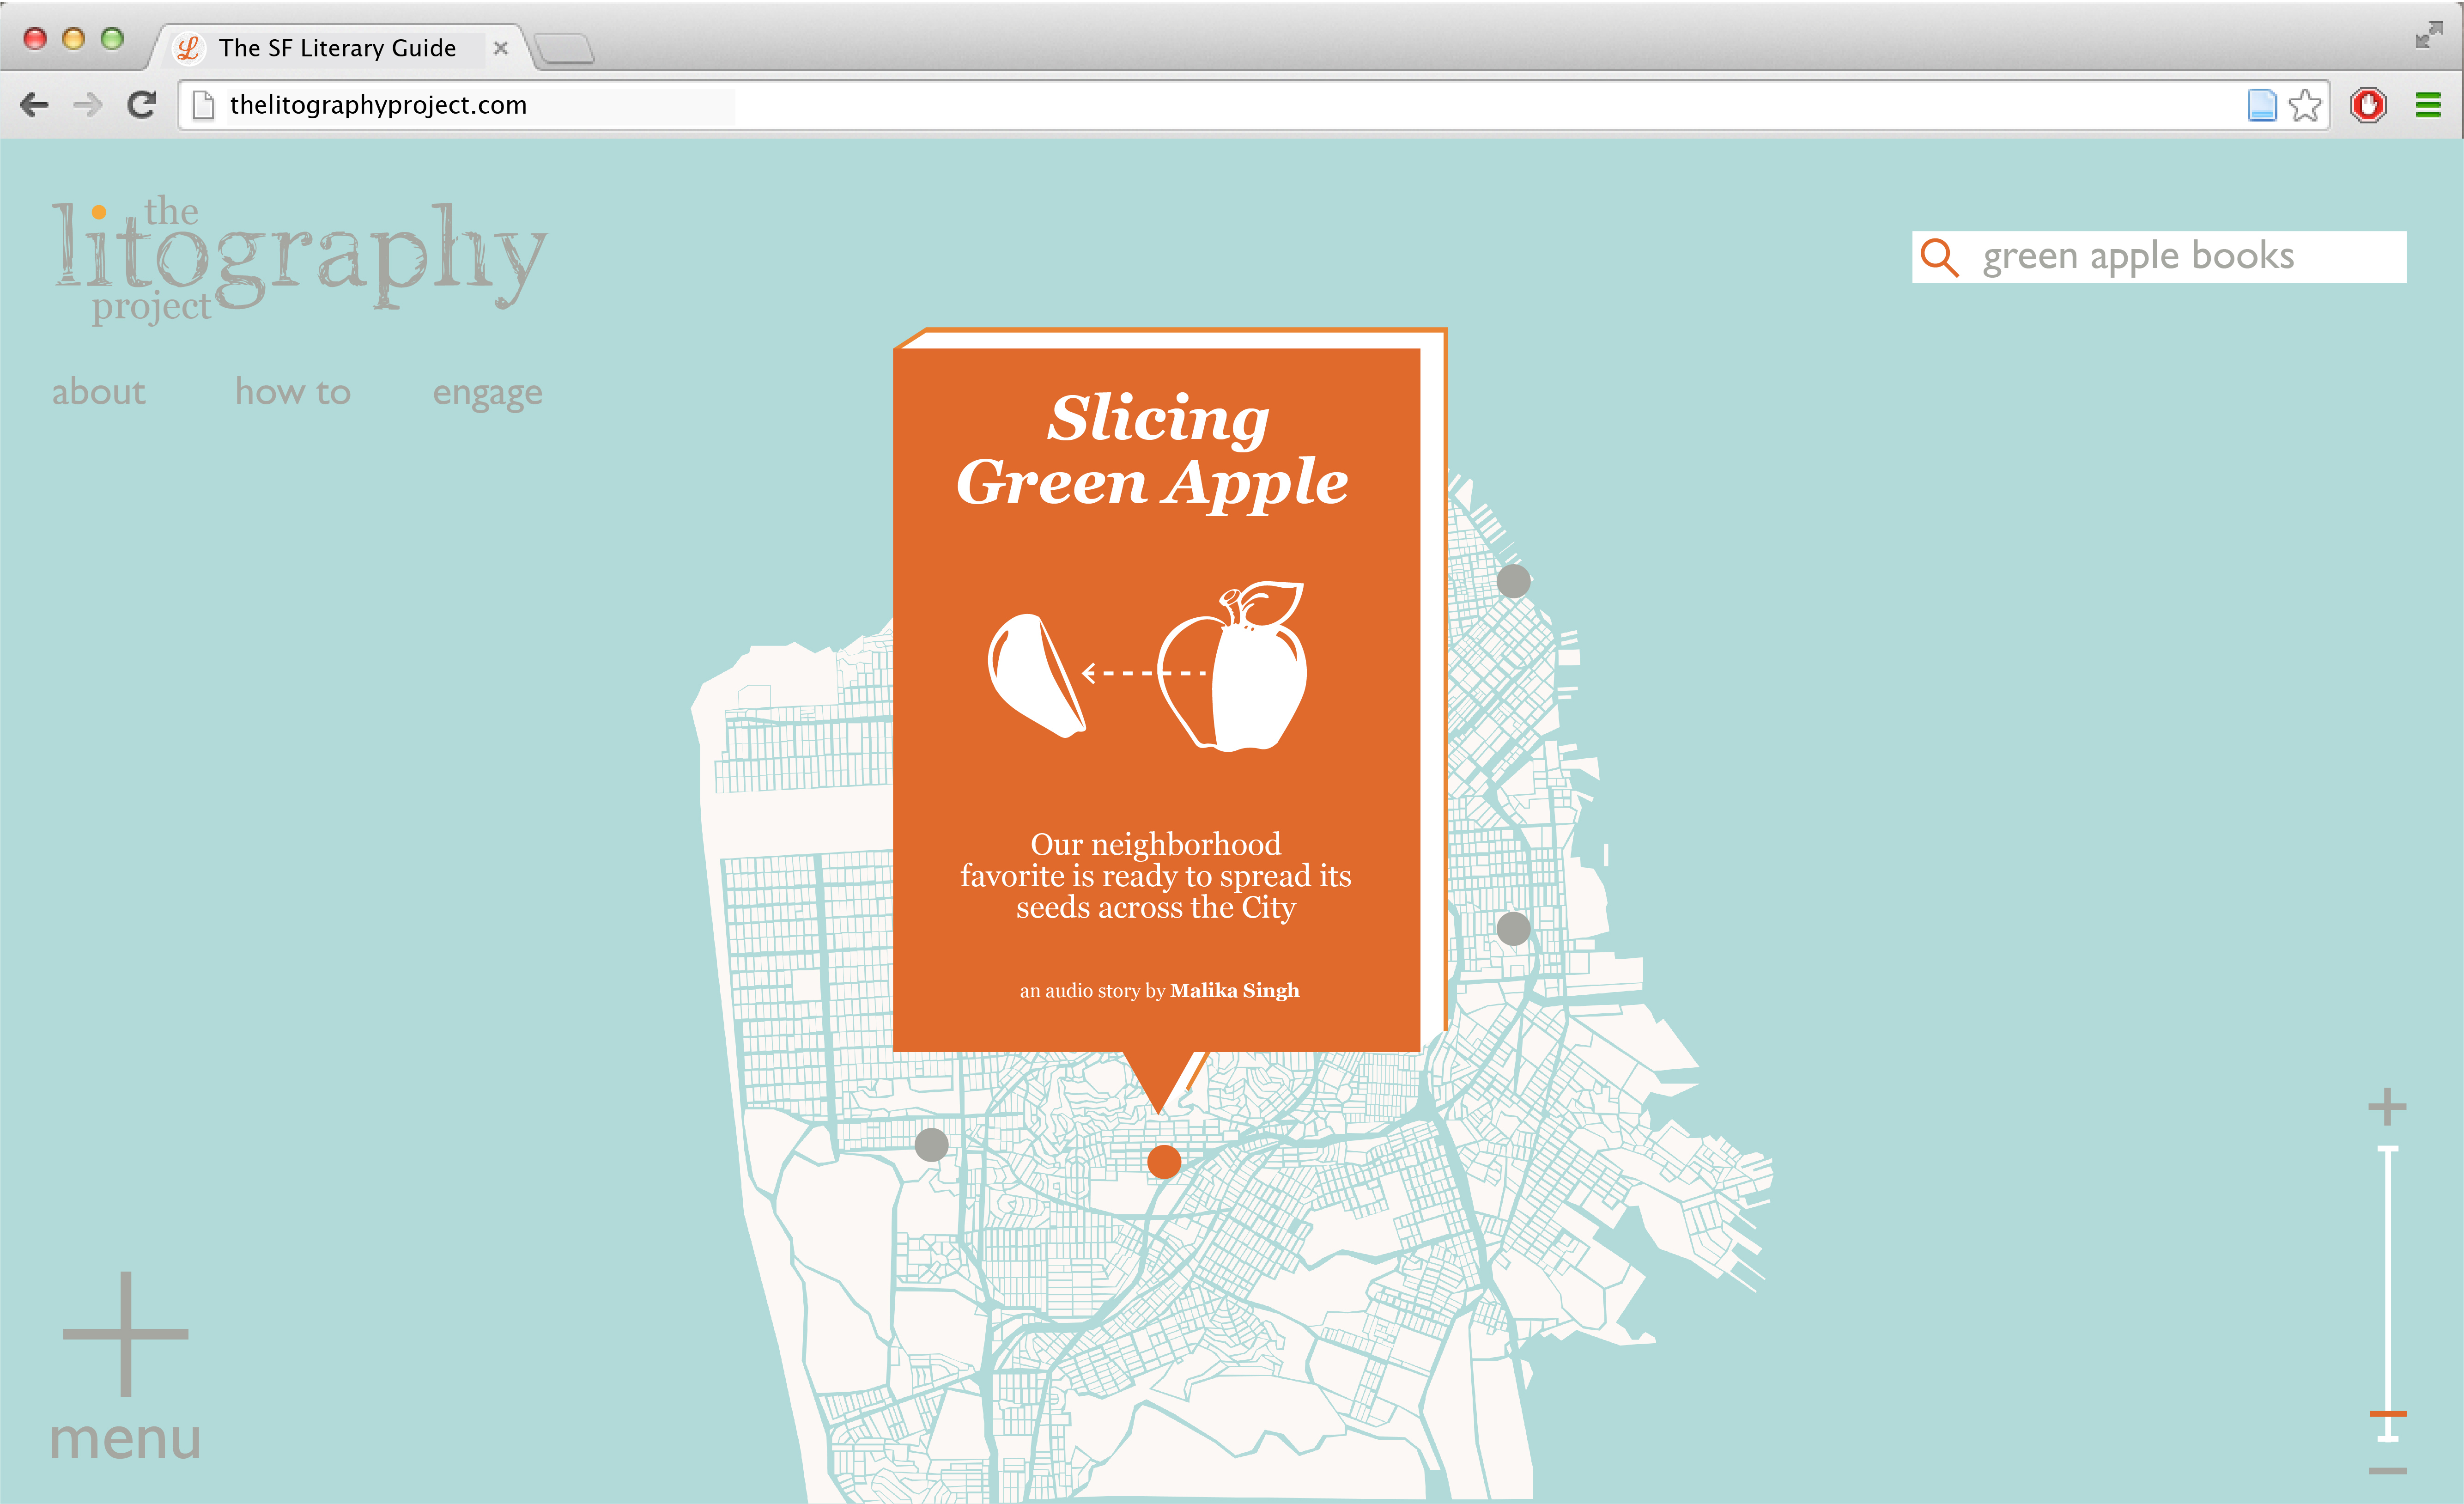 The SF Literary Guide
thelitographyproject.com
the
litography
project
green apple books
about how to engage
Slicing
Green Apple
Our neighborhood
favorite is ready to spread its
seeds across the City
an audio story by Malika Singh
menu